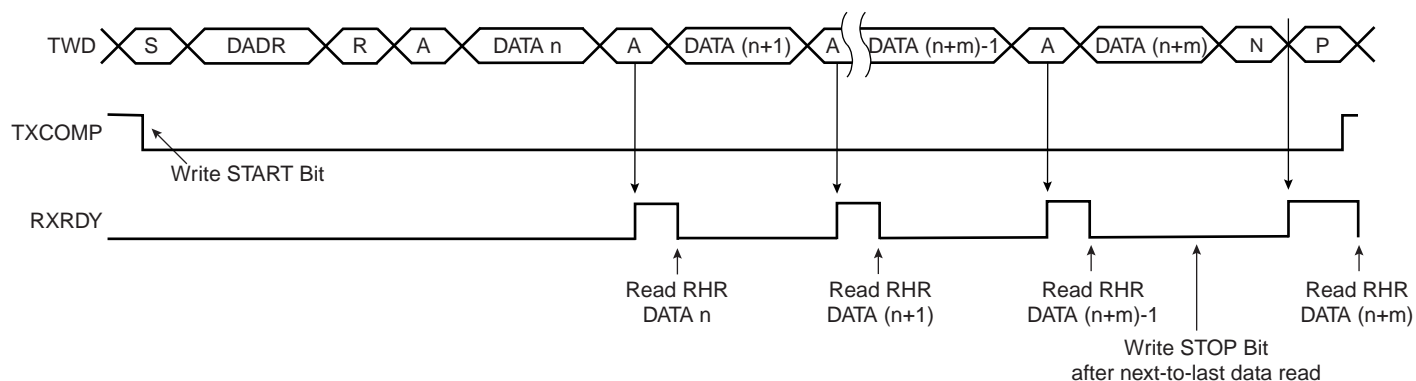 TWD S DADR R A DATA n A DATA (n+1) A DATA (n+m)-1 A DATA (n+m) N P
TXCOMP
Write START Bit
RXRDY
Read RHR
DATA n
Read RHR
DATA (n+1)
Read RHR
DATA (n+m)-1
Read RHR
DATA (n+m)
Write STOP Bit
after next-to-last data read